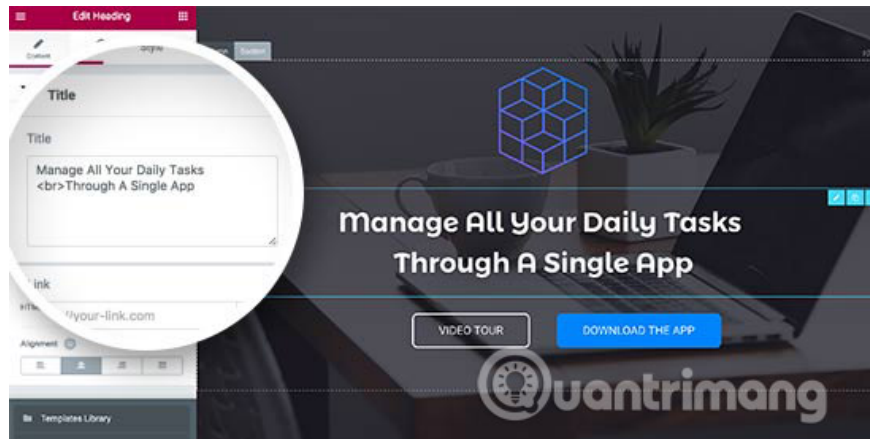 Edit Heading
Content
Style
Section
Title
Title
Manage All Your Daily Tasks
<br>Through A Single App
Link
//your-link.com
Alignment
Templates Library
Manage All Your Daily Tasks
Through A Single App
VIDEO TOUR
DOWNLOAD THE APP
Quantrimang